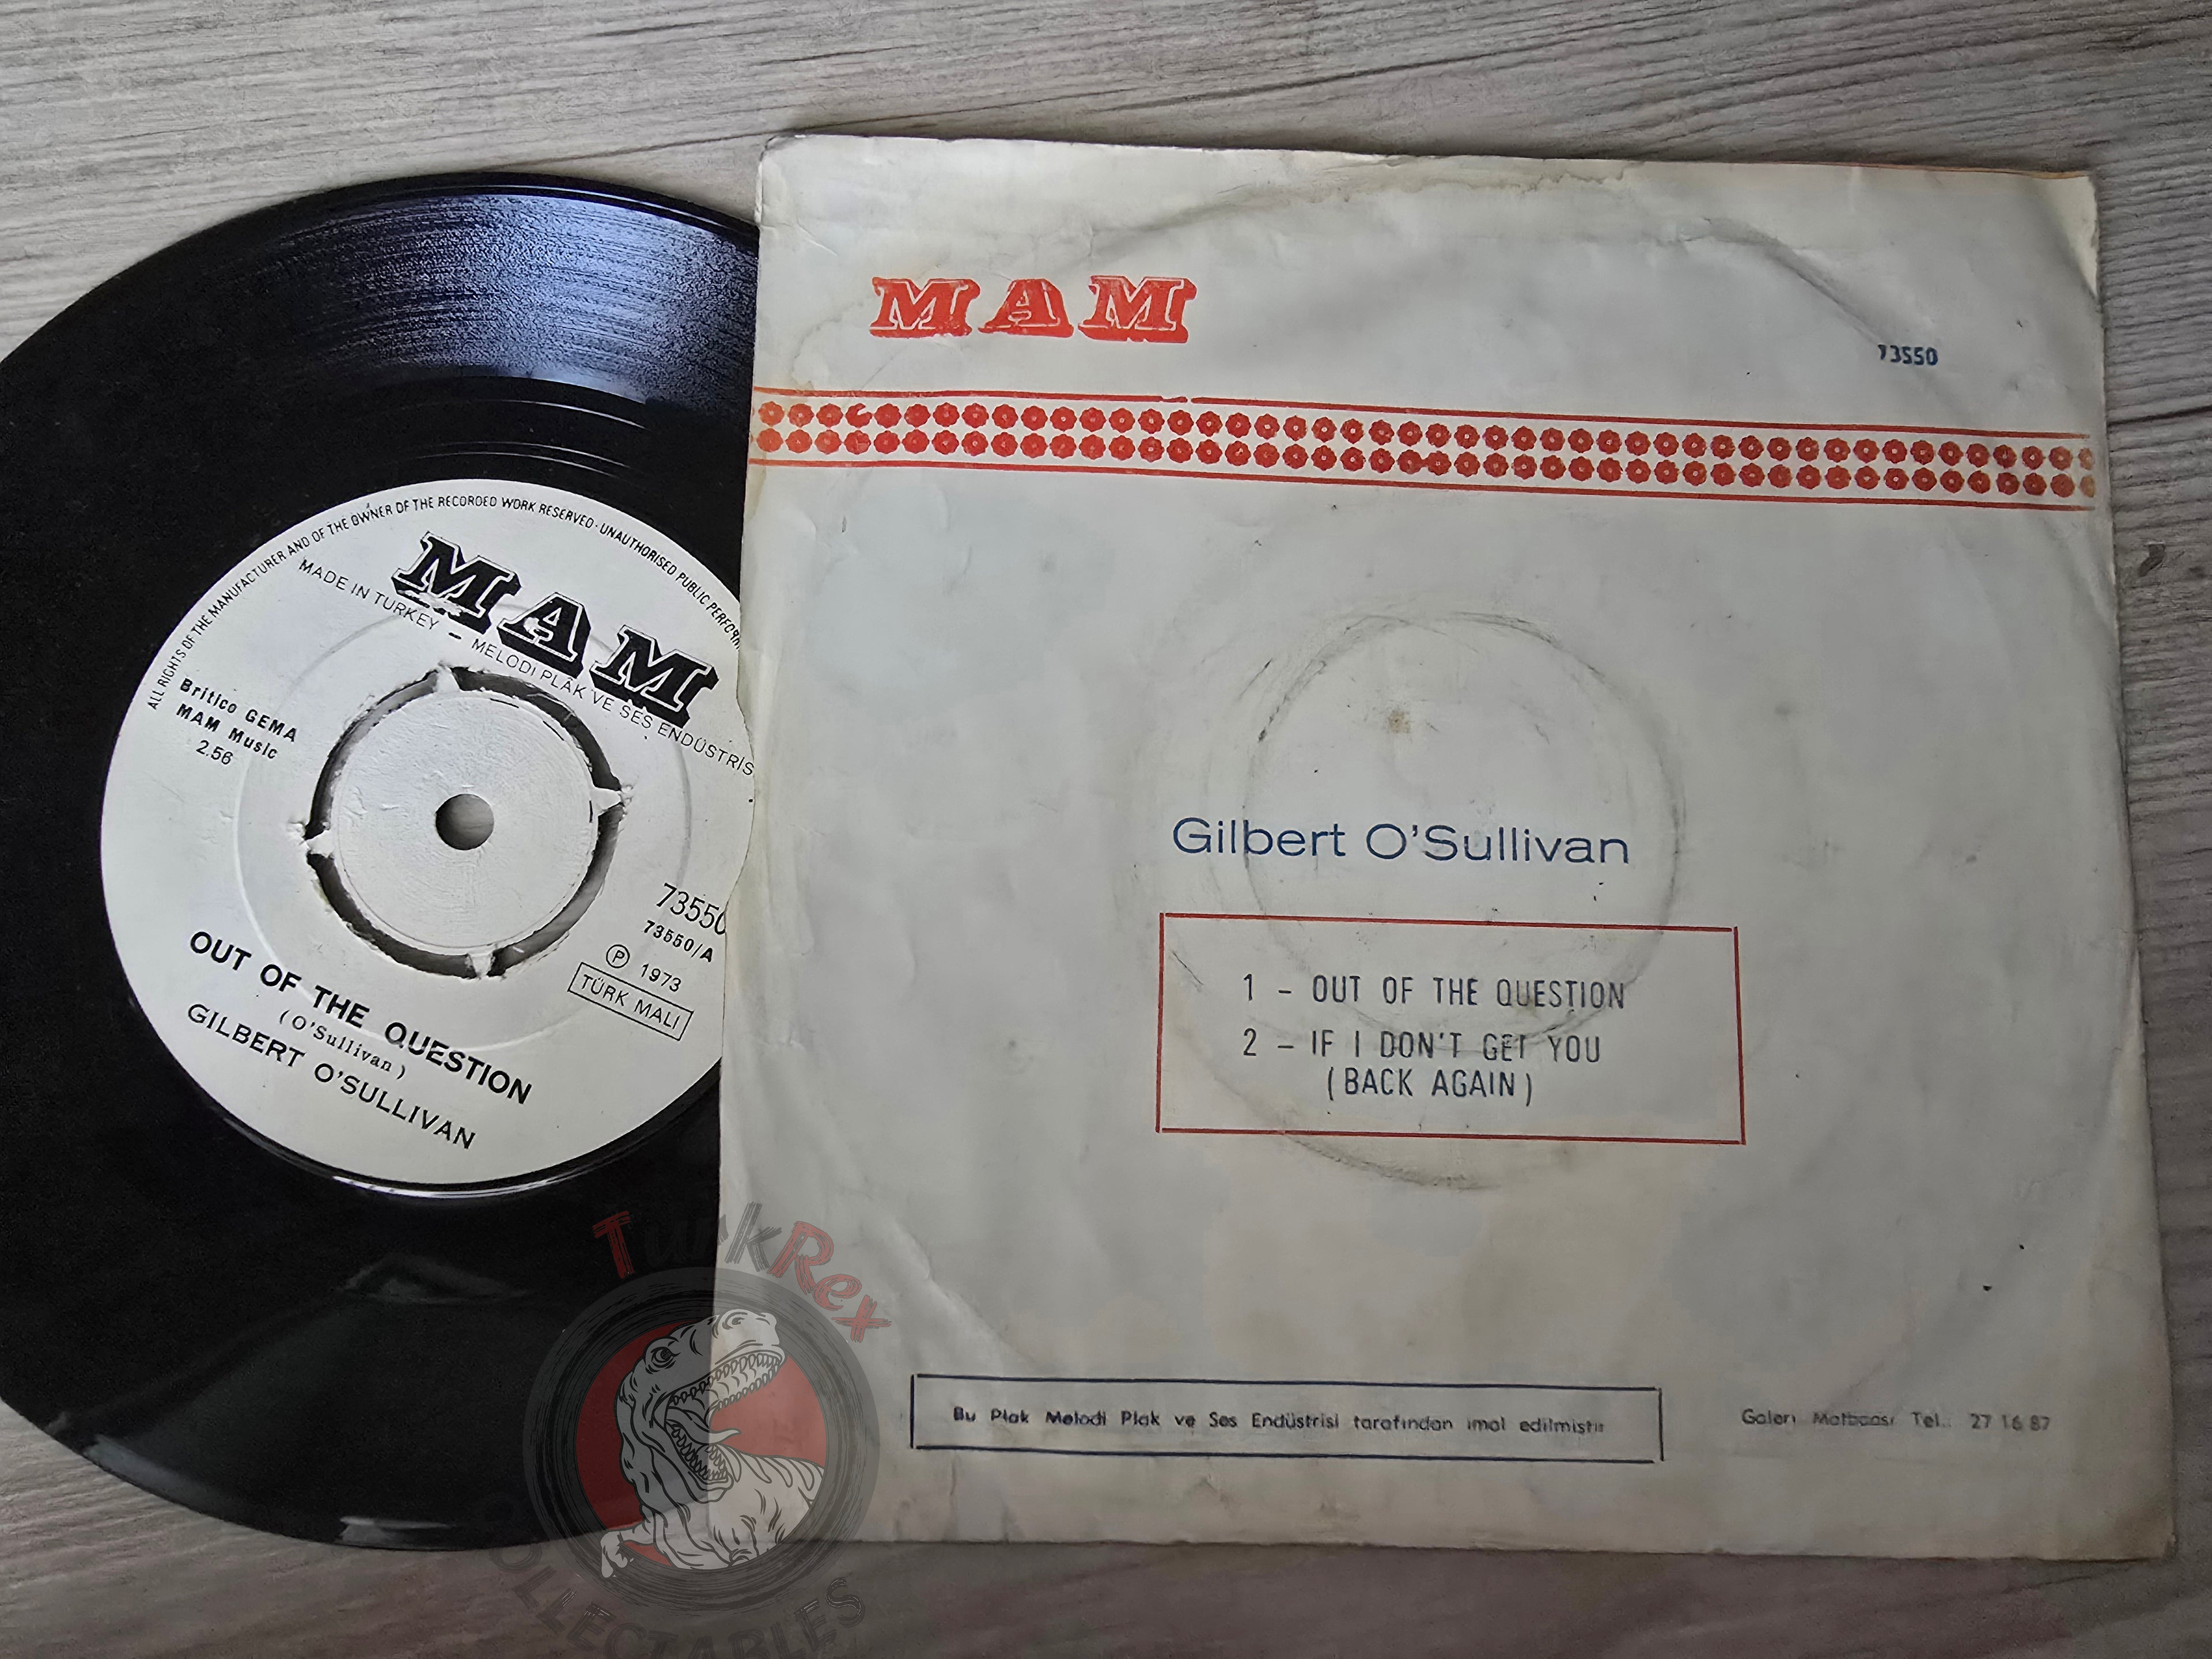 ALL RIGHTS OF THE MANUFACTURER AND OF THE OWNER OF THE RECORDED WORK RESERVED · UNAUTHORISED PUBLIC
MAM
MADE IN TURKEY – MELODİ PLÂK VE SES ENDÜSTRİS
Britico GEMA
MAM Music
2.56
73550
73550/A
Ⓟ 1973
TÜRK MALI
OUT OF THE QUESTION
(O'Sullivan)
GILBERT O'SULLIVAN
MAM
73550
Gilbert O'Sullivan
1 – OUT OF THE QUESTION
2 – IF I DON'T GET YOU
(BACK AGAIN)
Bu Plak Melodi Plak ve Ses Endüstrisi tarafından imal edilmiştir
Galeri Matbaası Tel.: 27 16 87
TurkRex
COLLECTABLES